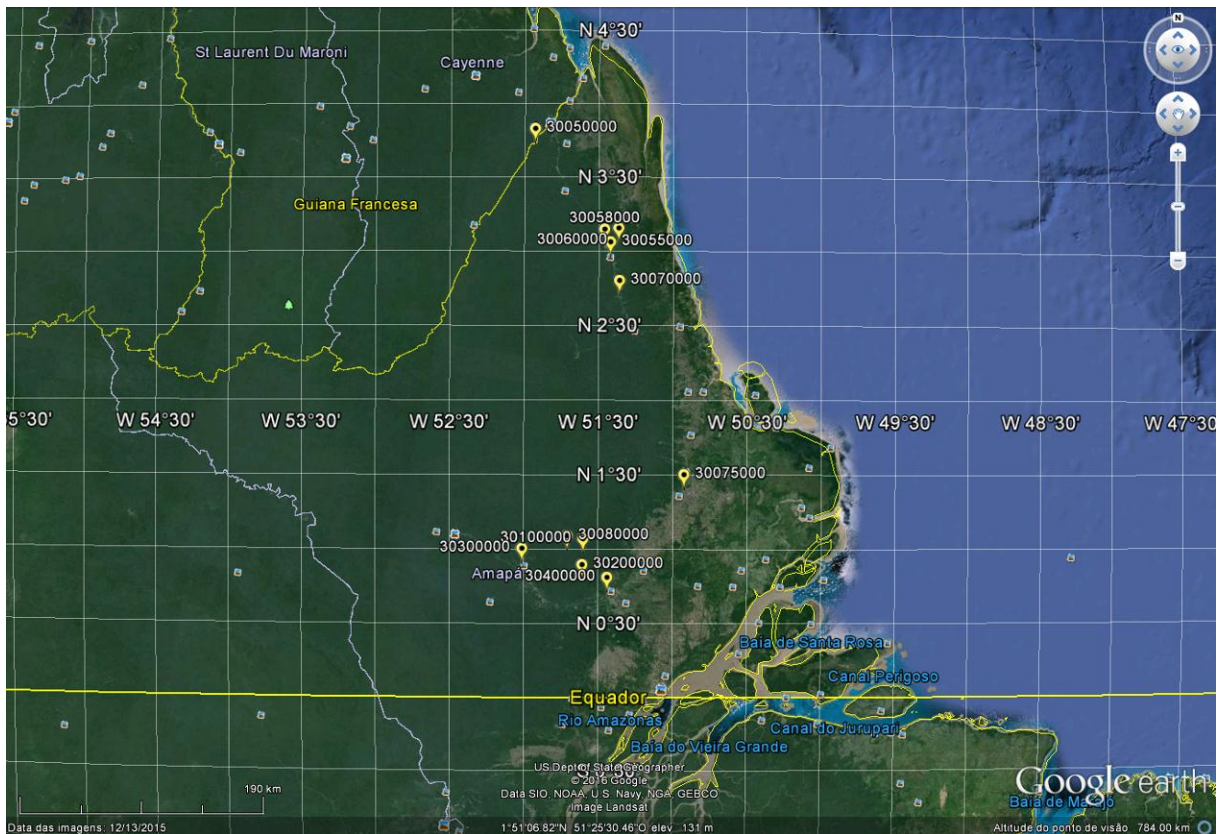 N
N 4°30'
St Laurent Du Maroni
Cayenne
30050000
N 3°30'
Guiana Francesa
30058000
30060000
30055000
30070000
N 2°30'
5°30'
W 54°30'
W 53°30'
W 52°30'
W 51°30'
W 50°30'
W 49°30'
W 48°30'
W 47°30
N 1°30'
30075000
30100000
30080000
30300000
30200000
Amapá
30400000
N 0°30'
Baia de Santa Rosa
Canal Perigoso
Equador
Rio Amazonas
Canal do Jurupari
Baía do Vieira Grande
US Dept of State Geographer
S 0°30'
© 2016 Google
Data SIO, NOAA, U.S. Navy, NGA, GEBCO
Image Landsat
Google earth
190 km
Baia de Marajó
Data das imagens: 12/13/2015
1°51'06.82"N 51°25'30.46"O elev 131 m
Altitude do ponto de visão 784.00 km